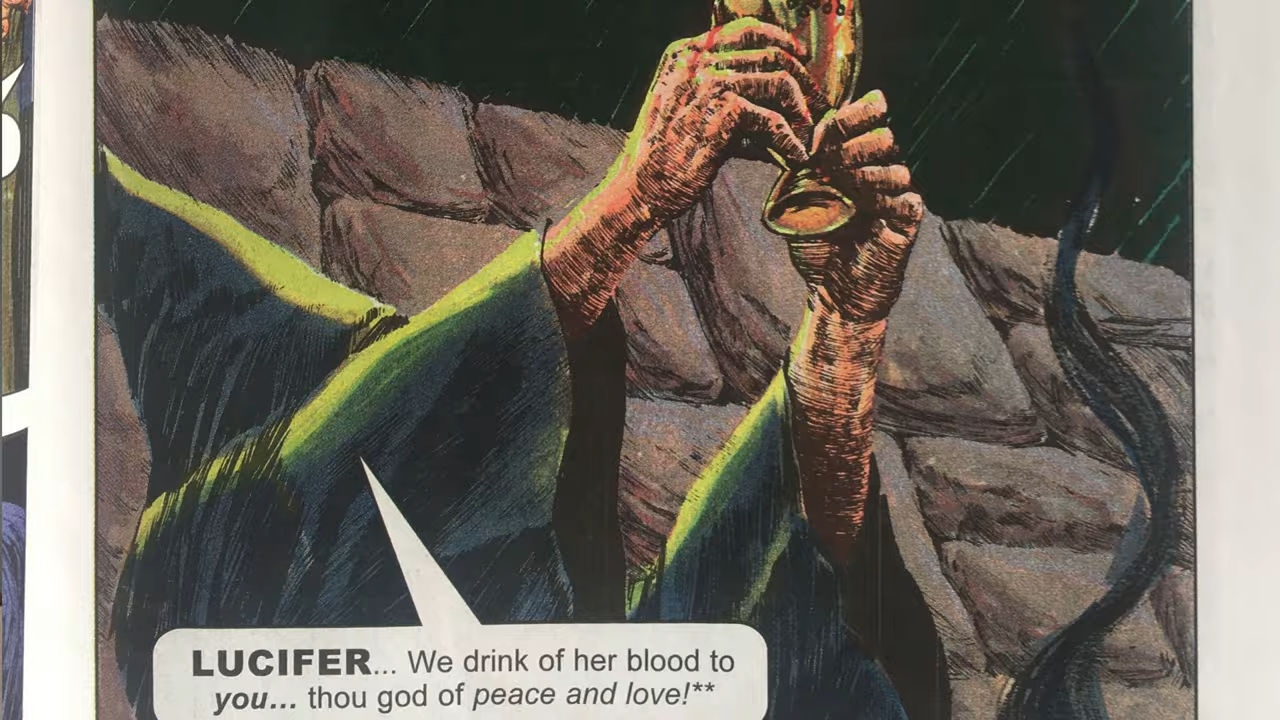 LUCIFER... We drink of her blood to
you... thou god of peace and love!**